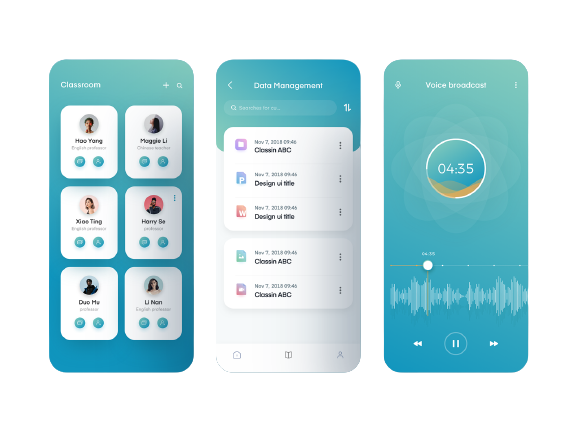 Classroom
Hao Yang
English professor
Maggie Li
Chinese teacher
Xiao Ting
English professor
Harry Se
professor
Duo Mu
professor
Li Nan
English professor
Data Management
Searches for cc...
Nov 7, 2018 09:46
Classin ABC
Nov 7, 2018 09:46
Design ui title
Nov 7, 2018 09:46
Design ui title
Nov 7, 2018 09:46
Classin ABC
Nov 7, 2018 09:46
Classin ABC
Voice broadcast
04:35
04:35